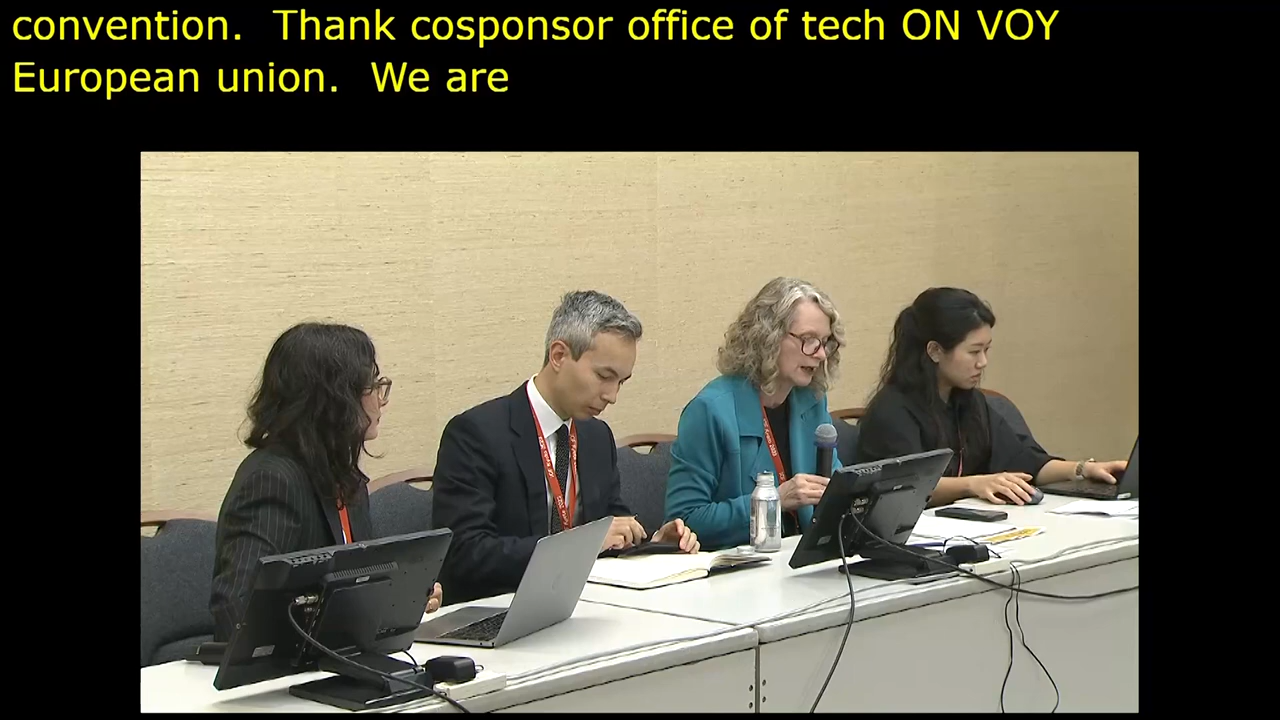 convention.  Thank cosponsor office of tech ON VOY
European union.  We are